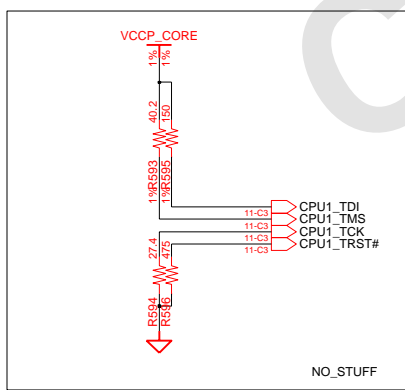 VCCP_CORE
1%
1%
40.2
150
1%R593
1%R595
CPU1_TDI
11-C3
CPU1_TMS
11-C3
CPU1_TCK
11-C3
CPU1_TRST#
11-C3
27.4
475
R594
R596
NO_STUFF
C